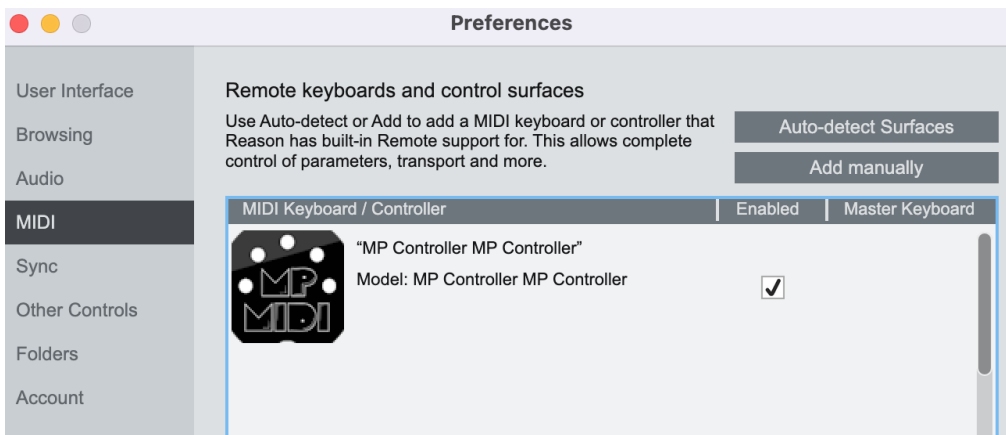 Preferences
User Interface
Browsing
Audio
MIDI
Sync
Other Controls
Folders
Account
Remote keyboards and control surfaces
Use Auto-detect or Add to add a MIDI keyboard or controller that
Reason has built-in Remote support for. This allows complete
control of parameters, transport and more.
Auto-detect Surfaces
Add manually
MIDI Keyboard / Controller
Enabled
Master Keyboard
MP
MIDI
“MP Controller MP Controller”
Model: MP Controller MP Controller